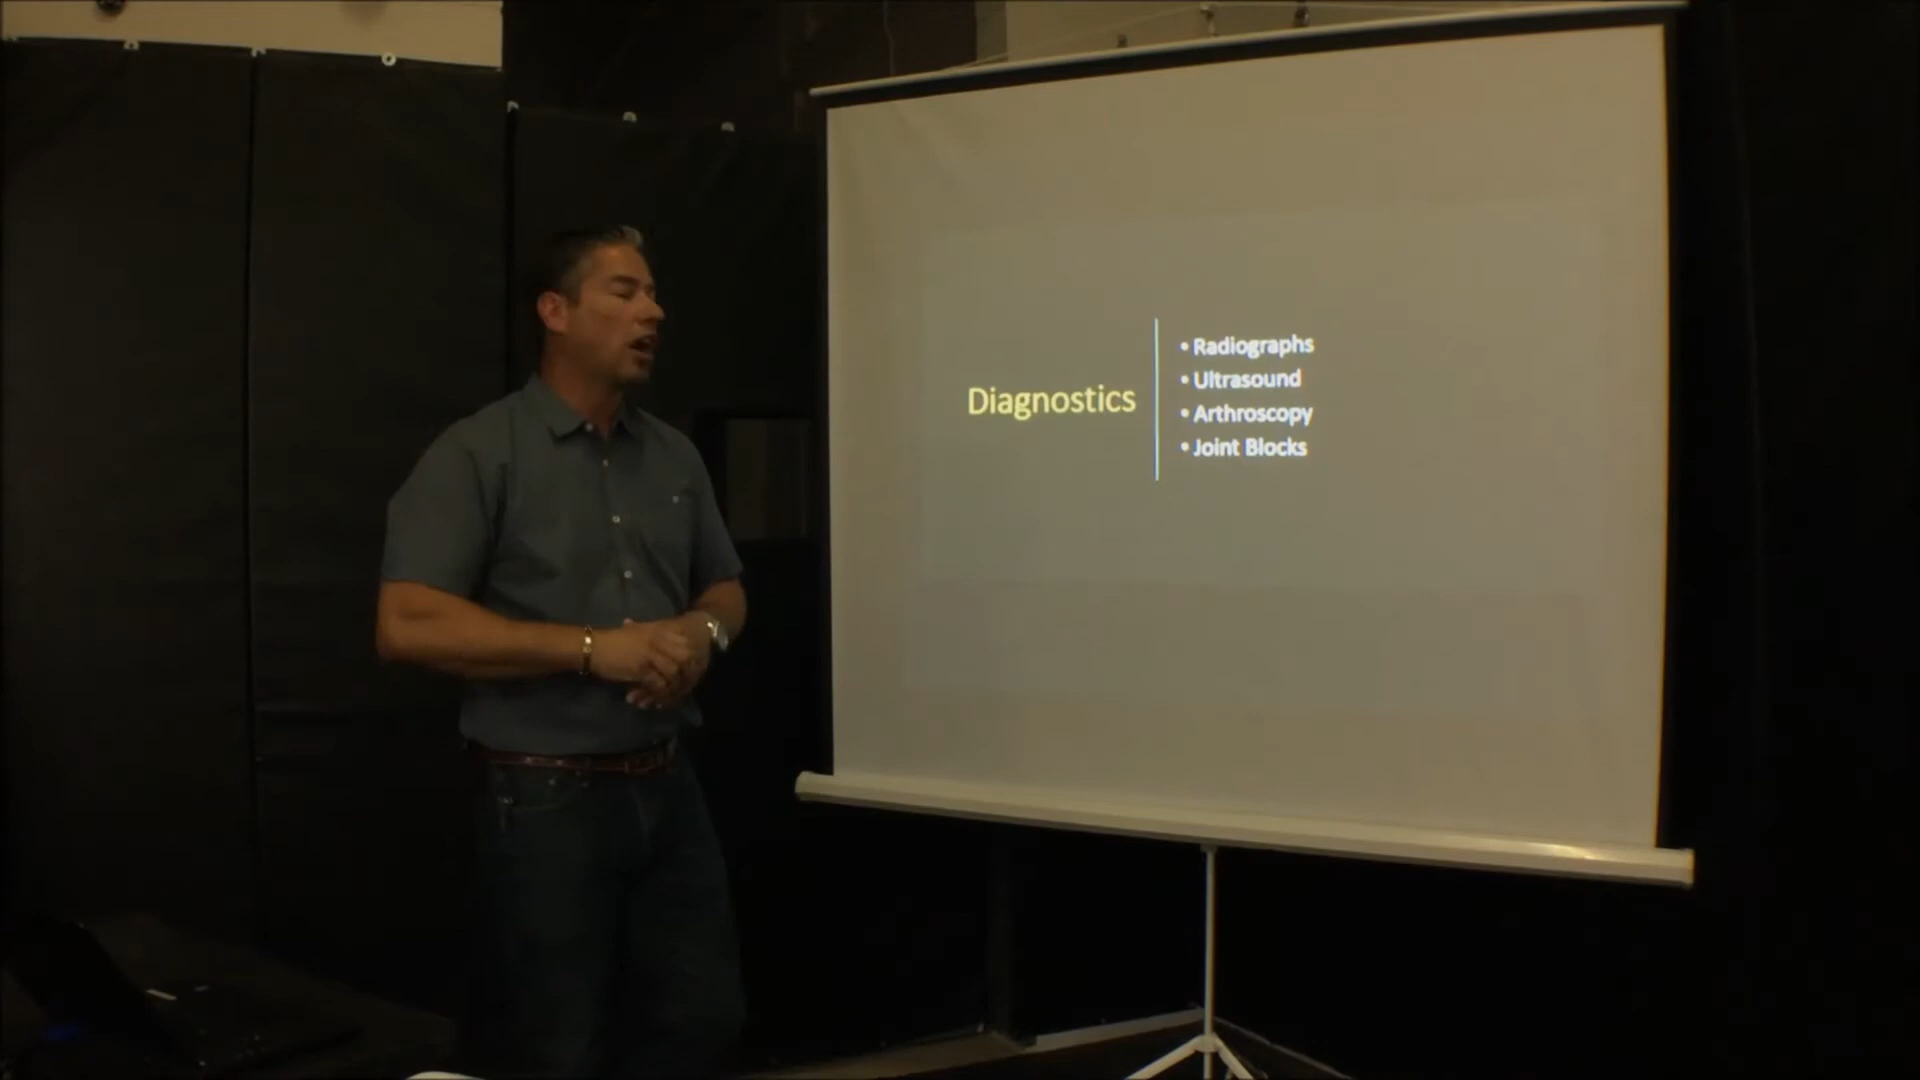 Diagnostics
• Radiographs
• Ultrasound
• Arthroscopy
• Joint Blocks